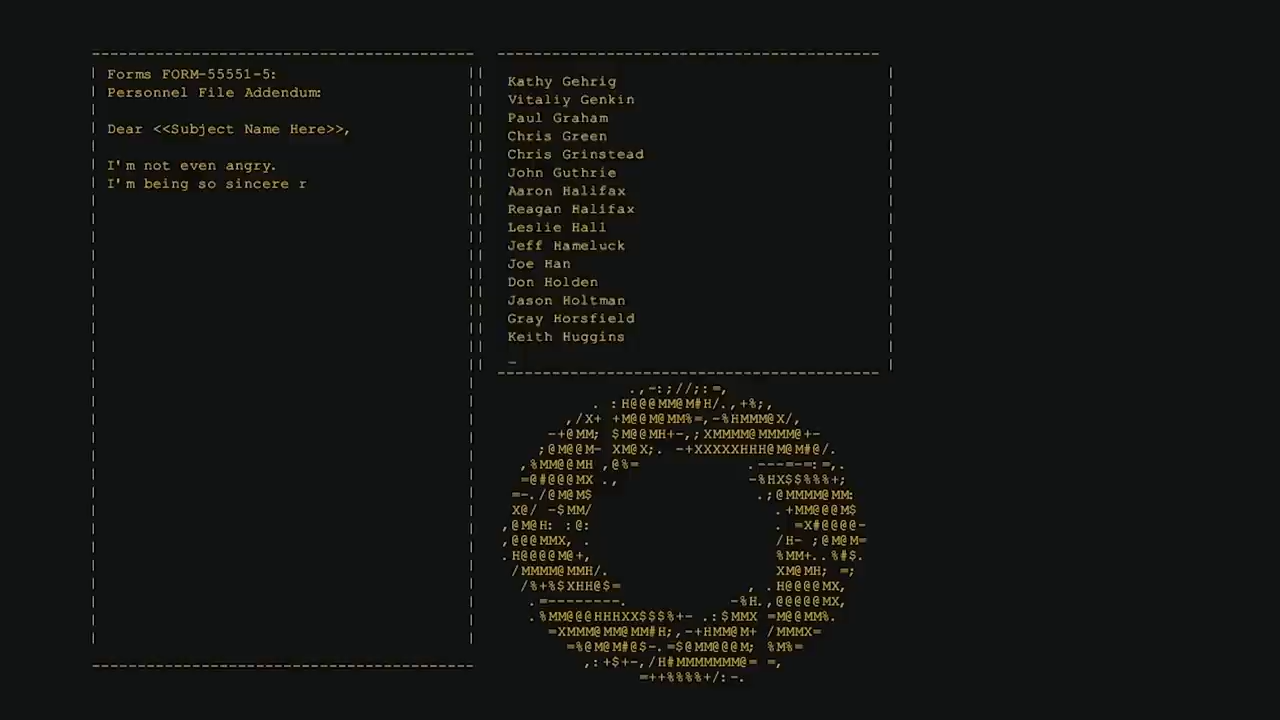 Forms FORM-55551-5:
Personnel File Addendum:
Dear <<Subject Name Here>>,
I'm not even angry.
I'm being so sincere r
Kathy Gehrig
Vitaliy Genkin
Paul Graham
Chris Green
Chris Grinstead
John Guthrie
Aaron Halifax
Reagan Halifax
Leslie Hall
Jeff Hameluck
Joe Han
Don Holden
Jason Holtman
Gray Horsfield
Keith Huggins
_